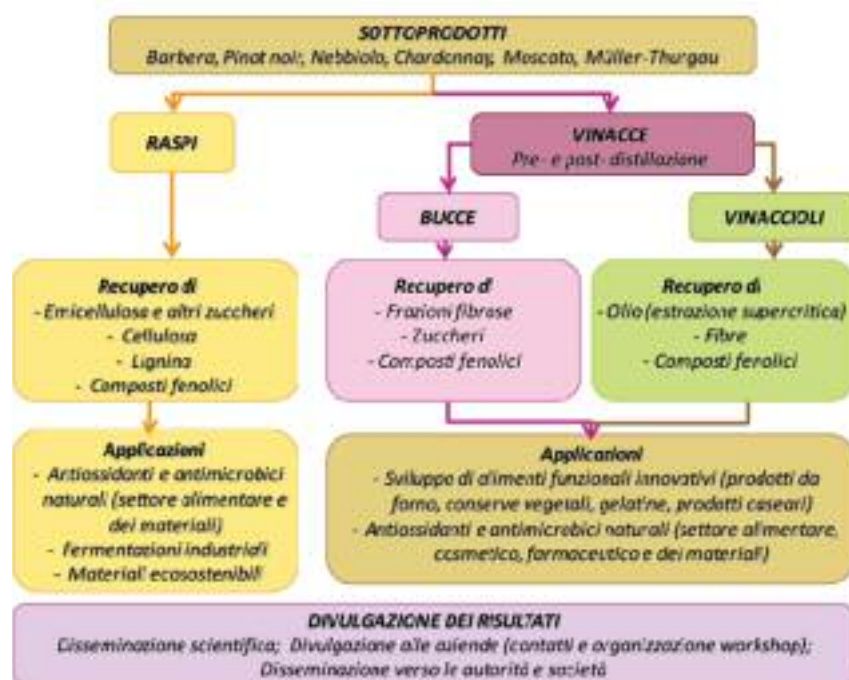 SOTTOPRODOTTI
Barbera, Pinot noir, Nebbiolo, Chardonnay, Moscato, Müller-Thurgau
RASPI
VINACCE
Pre- e post- distillazione
BUCCE
VINACCIOLI
Recupero di
- Emicellulosa e altri zuccheri
- Cellulosa
- Lignina
- Composti fenolici
Recupero di
- Frazioni fibrose
- Zuccheri
- Composti fenolici
Recupero di
- Olio (estrazione supercritica)
- Fibre
- Composti fenolici
Applicazioni
- Antiossidanti e antimicrobici
naturali (settore alimentare e
dei materiali)
- Fermentazioni industriali
- Materiali ecosostenibili
Applicazioni
- Sviluppo di alimenti funzionali innovativi (prodotti da
forno, conserve vegetali, gelatine, prodotti caseari)
- Antiossidanti e antimicrobici naturali (settore alimentare,
cosmetico, farmaceutico e dei materiali)
DIVULGAZIONE DEI RISULTATI
Disseminazione scientifica; Divulgazione alle aziende (contatti e organizzazione workshop);
Disseminazione verso le autorità e società